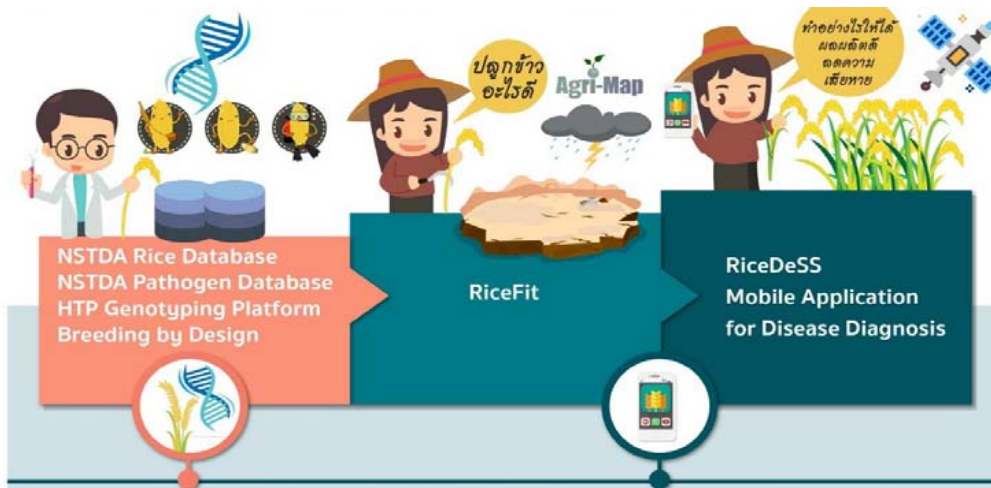 ปลูกข้าว
อะไรดี
Agri-Map
ทำอย่างไรให้ได้
ผลผลิตดี
ลดความ
เสียหาย
NSTDA Rice Database
NSTDA Pathogen Database
HTP Genotyping Platform
Breeding by Design
RiceFit
RiceDeSS
Mobile Application
for Disease Diagnosis